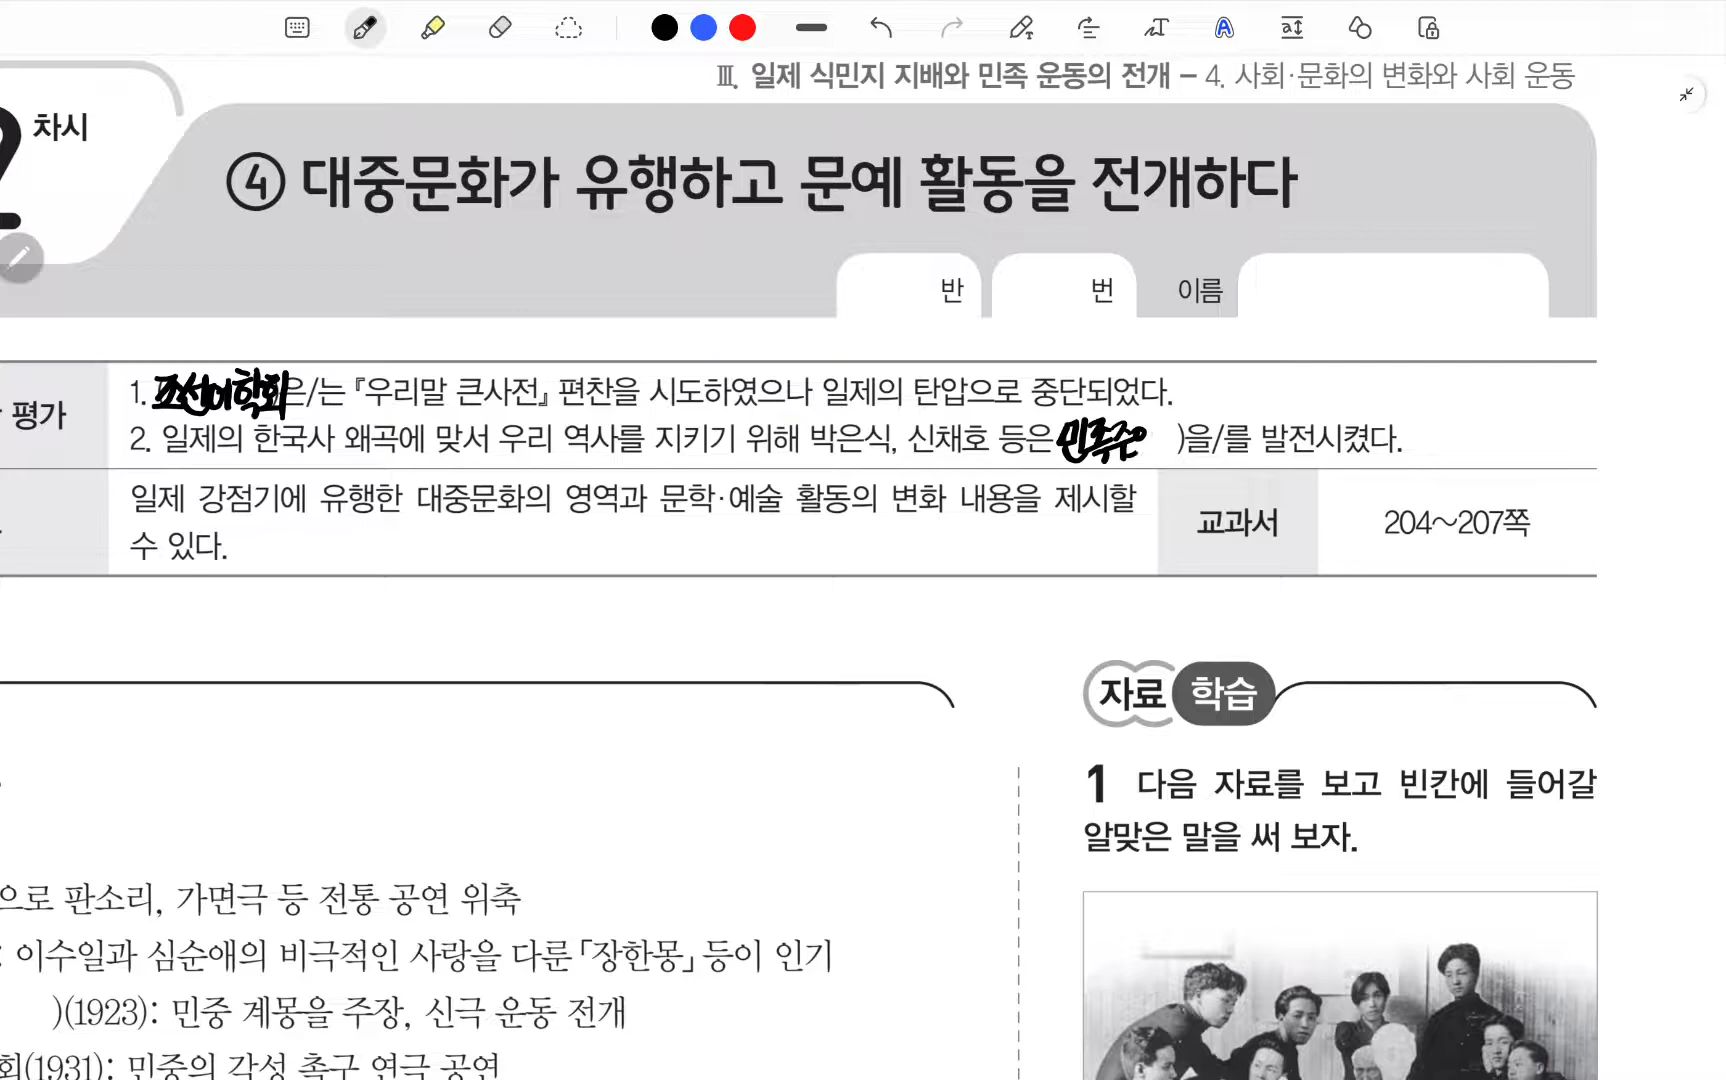 Ⅲ. 일제 식민지 지배와 민족 운동의 전개 – 4. 사회·문화의 변화와 사회 운동
차시
④ 대중문화가 유행하고 문예 활동을 전개하다
반 번 이름
평가
1. 조선어학회 은/는 『우리말 큰사전』 편찬을 시도하였으나 일제의 탄압으로 중단되었다.
2. 일제의 한국사 왜곡에 맞서 우리 역사를 지키기 위해 박은식, 신채호 등은 민족주 )을/를 발전시켰다.
일제 강점기에 유행한 대중문화의 영역과 문학·예술 활동의 변화 내용을 제시할
수 있다.
교과서 204~207쪽
자료 학습
1 다음 자료를 보고 빈칸에 들어갈
알맞은 말을 써 보자.
으로 판소리, 가면극 등 전통 공연 위축
: 이수일과 심순애의 비극적인 사랑을 다룬 「장한몽」 등이 인기
)(1923): 민중 계몽을 주장, 신극 운동 전개
회(1931): 민중의 각성 촉구 연극 공연